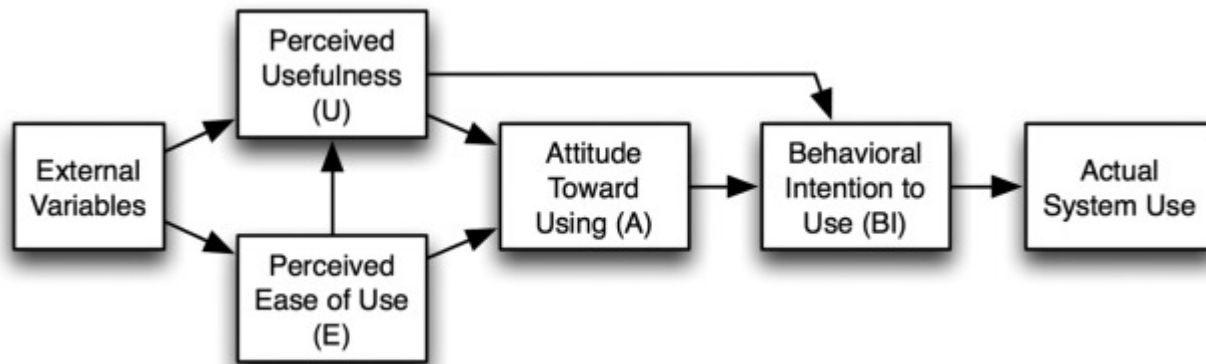 External
Variables
Perceived
Usefulness
(U)
Perceived
Ease of Use
(E)
Attitude
Toward
Using (A)
Behavioral
Intention to
Use (BI)
Actual
System Use